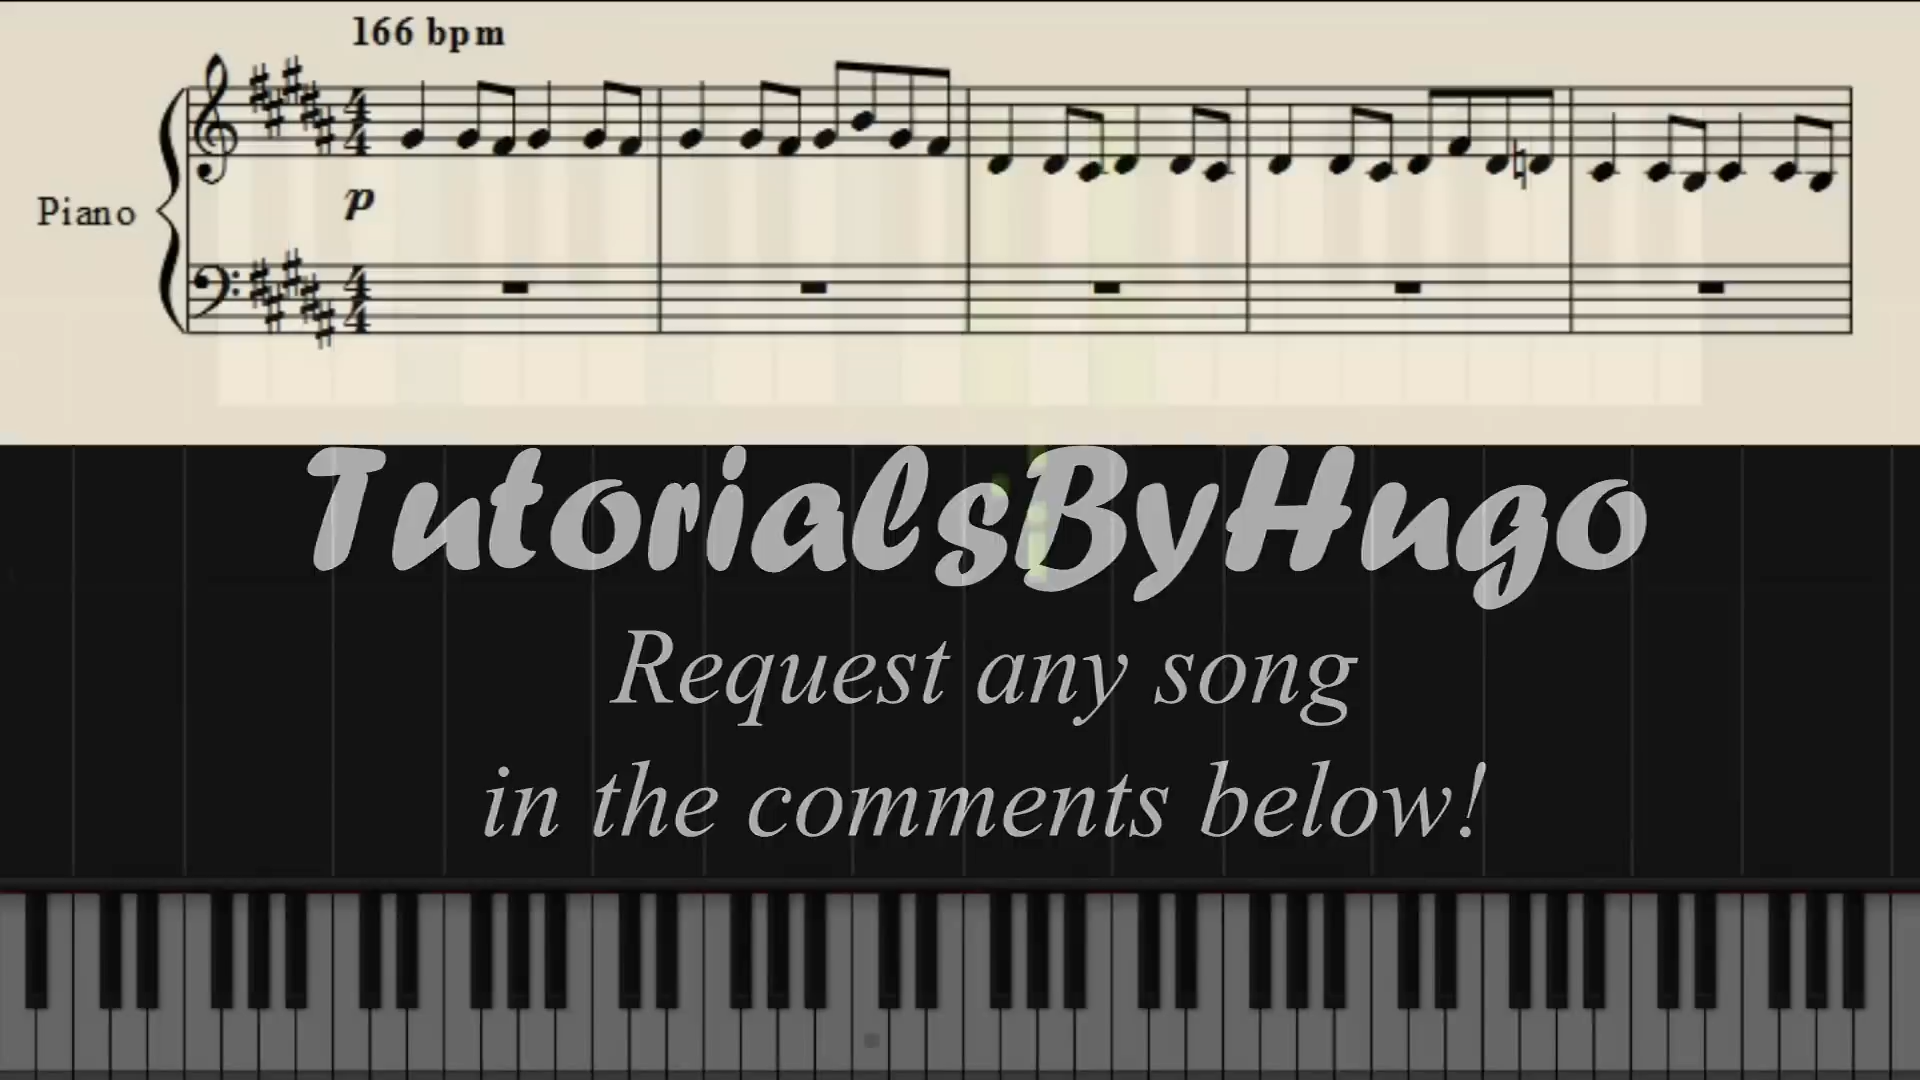 166 bpm
Piano
p
TutorialsByHugo
Request any song
in the comments below!